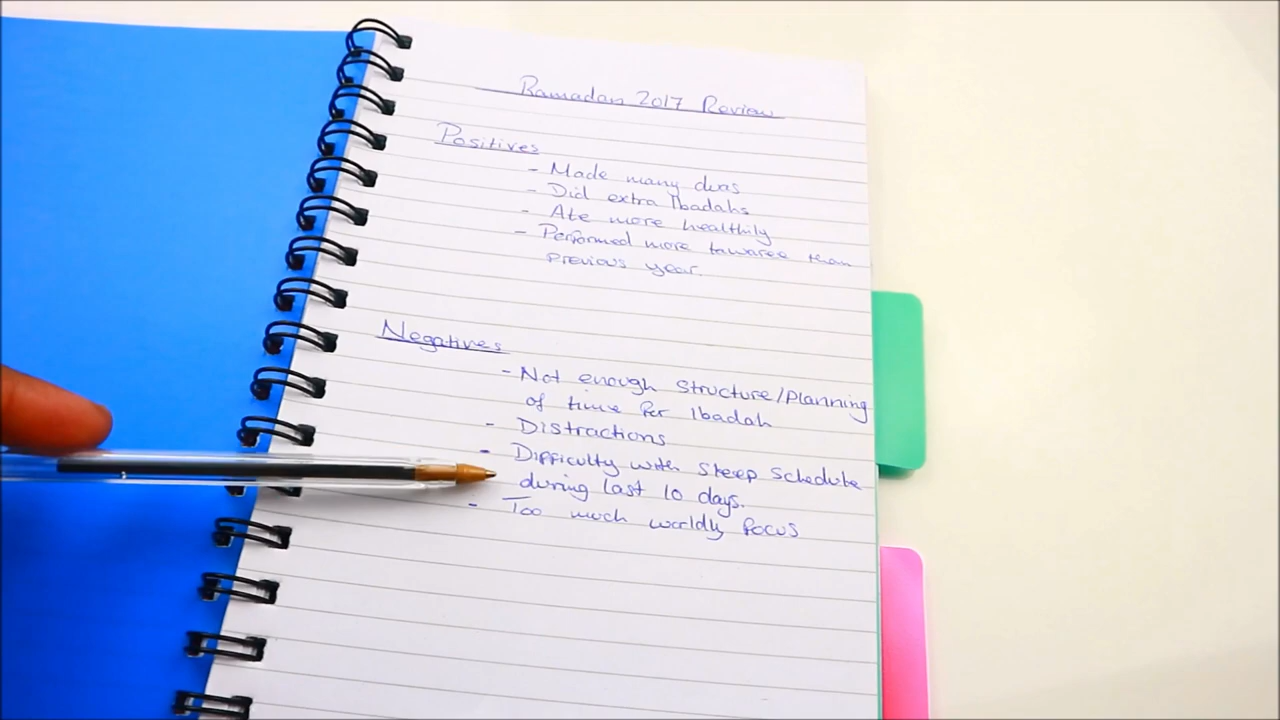 Ramadan 2017 Review
Positives
- Made many duas
- Did extra Ibadahs
- Ate more healthily
- Performed more tawaree than
previous year.
Negatives
- Not enough structure/planning
of time for Ibadah
- Distractions
- Difficulty with sleep schedule
during last 10 days.
- Too much worldly focus